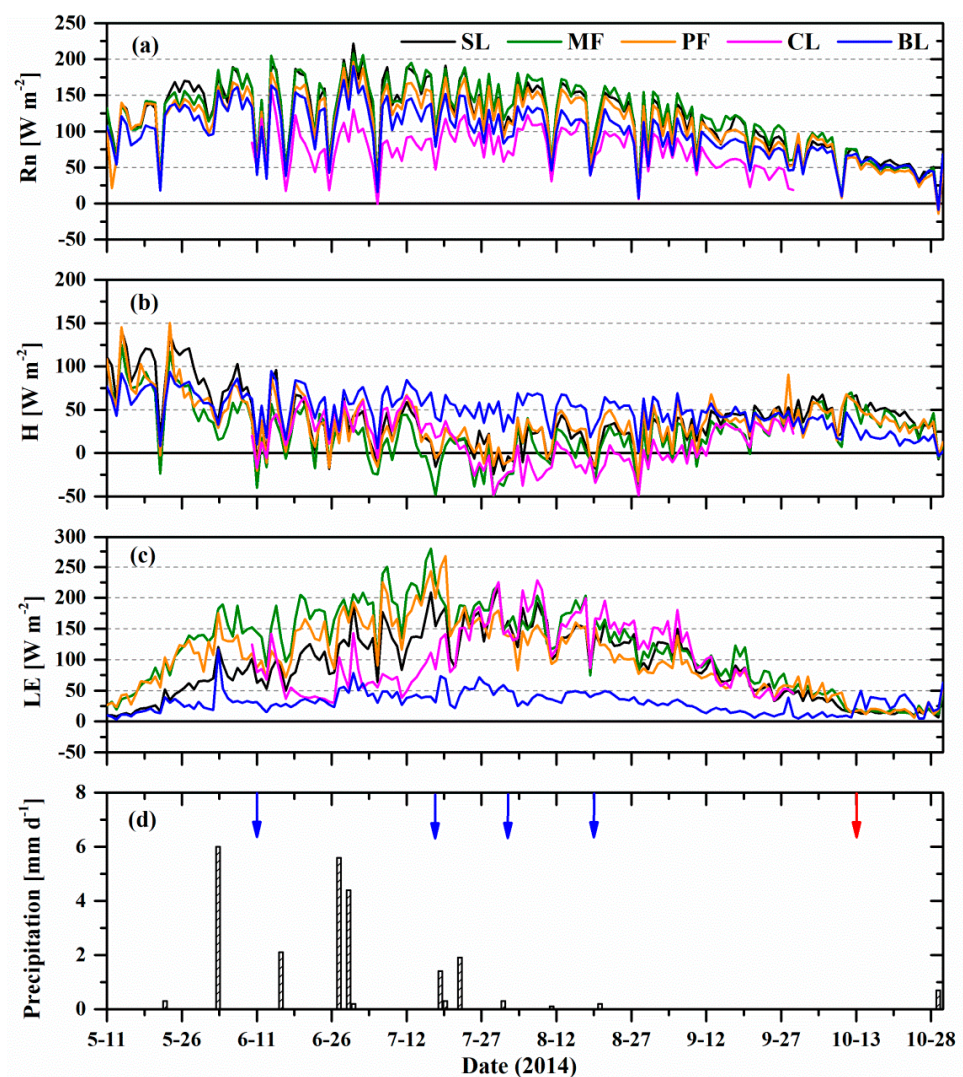 (a) SL MF PF CL BL
Rn [W m-2]
250
200
150
100
50
0
-50
(b)
H [W m-2]
200
150
100
50
0
-50
(c)
LE [W m-2]
300
250
200
150
100
50
0
-50
(d)
Precipitation [mm d-1]
8
6
4
2
0
5-11 5-26 6-11 6-26 7-12 7-27 8-12 8-27 9-12 9-27 10-13 10-28
Date (2014)